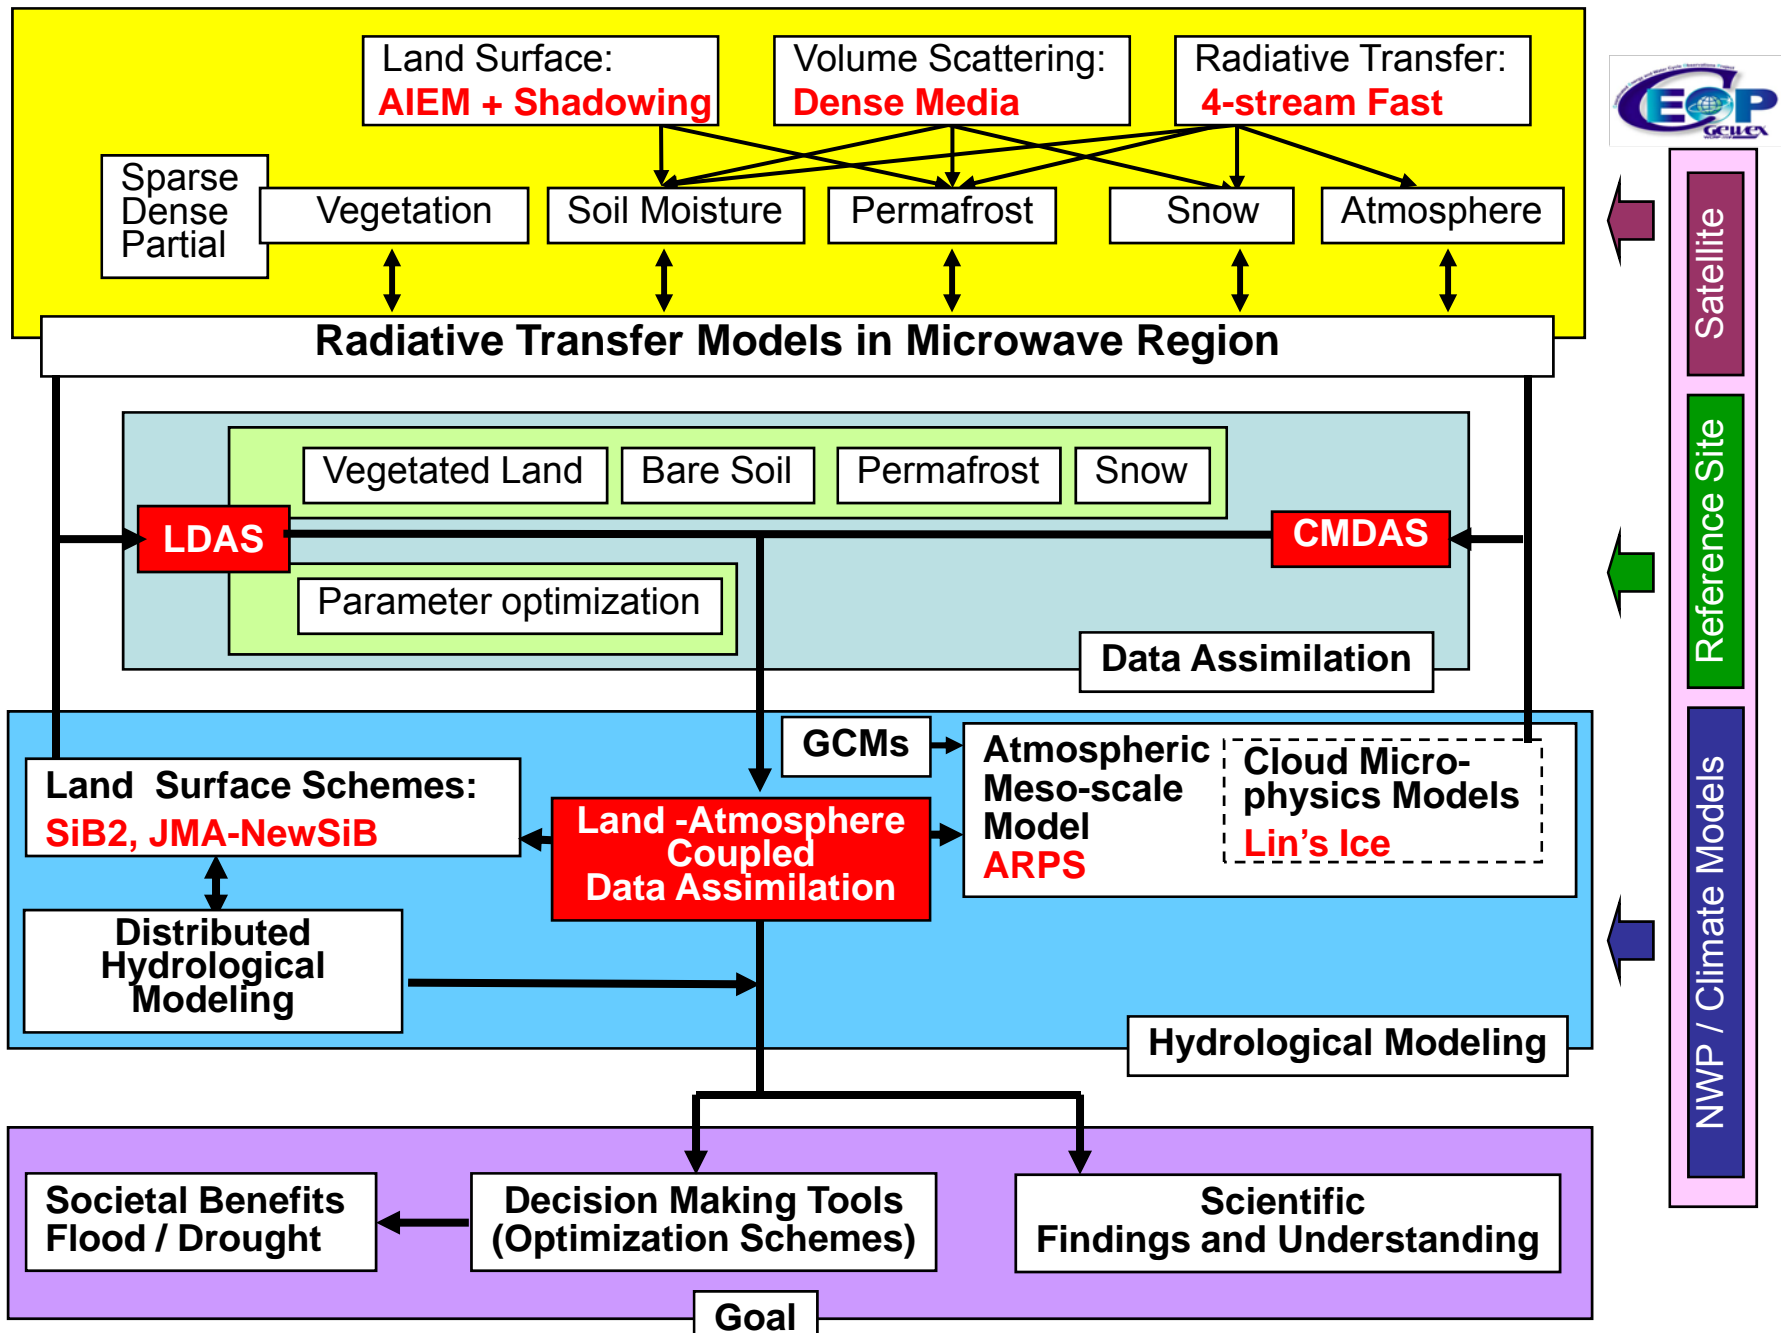 Land Surface:
AIEM + Shadowing
Volume Scattering:
Dense Media
Radiative Transfer:
4-stream Fast
CEOP
GEWEX
Sparse
Dense
Partial
Vegetation
Soil Moisture
Permafrost
Snow
Atmosphere
Satellite
Radiative Transfer Models in Microwave Region
Vegetated Land
Bare Soil
Permafrost
Snow
Reference Site
LDAS
CMDAS
Parameter optimization
Data Assimilation
GCMs
Atmospheric
Meso-scale
Model
ARPS
Cloud Micro-
physics Models
Lin's Ice
Land Surface Schemes:
SiB2, JMA-NewSiB
Land -Atmosphere
Coupled
Data Assimilation
NWP / Climate Models
Distributed
Hydrological
Modeling
Hydrological Modeling
Societal Benefits
Flood / Drought
Decision Making Tools
(Optimization Schemes)
Scientific
Findings and Understanding
Goal